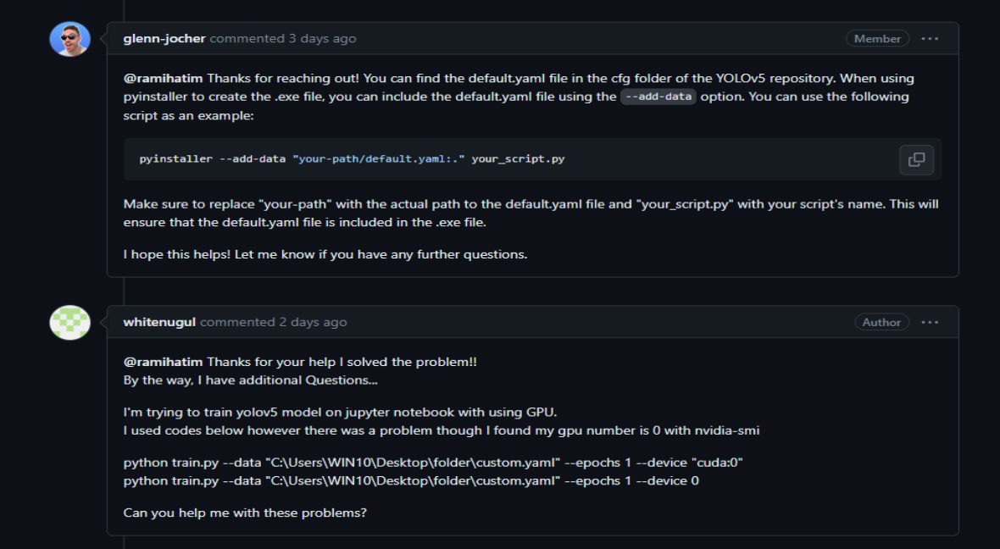 glenn-jocher commented 3 days ago
Member
@ramihatim Thanks for reaching out! You can find the default.yaml file in the cfg folder of the YOLOv5 repository. When using
pyinstaller to create the .exe file, you can include the default.yaml file using the --add-data option. You can use the following
script as an example:
pyinstaller --add-data "your-path/default.yaml:." your_script.py
Make sure to replace "your-path" with the actual path to the default.yaml file and "your_script.py" with your script's name. This will
ensure that the default.yaml file is included in the .exe file.
I hope this helps! Let me know if you have any further questions.
whitenugul commented 2 days ago
Author
@ramihatim Thanks for your help I solved the problem!!
By the way, I have additional Questions...
I'm trying to train yolov5 model on jupyter notebook with using GPU.
I used codes below however there was a problem though I found my gpu number is 0 with nvidia-smi
python train.py --data "C:\Users\WIN10\Desktop\folder\custom.yaml" --epochs 1 --device "cuda:0"
python train.py --data "C:\Users\WIN10\Desktop\folder\custom.yaml" --epochs 1 --device 0
Can you help me with these problems?